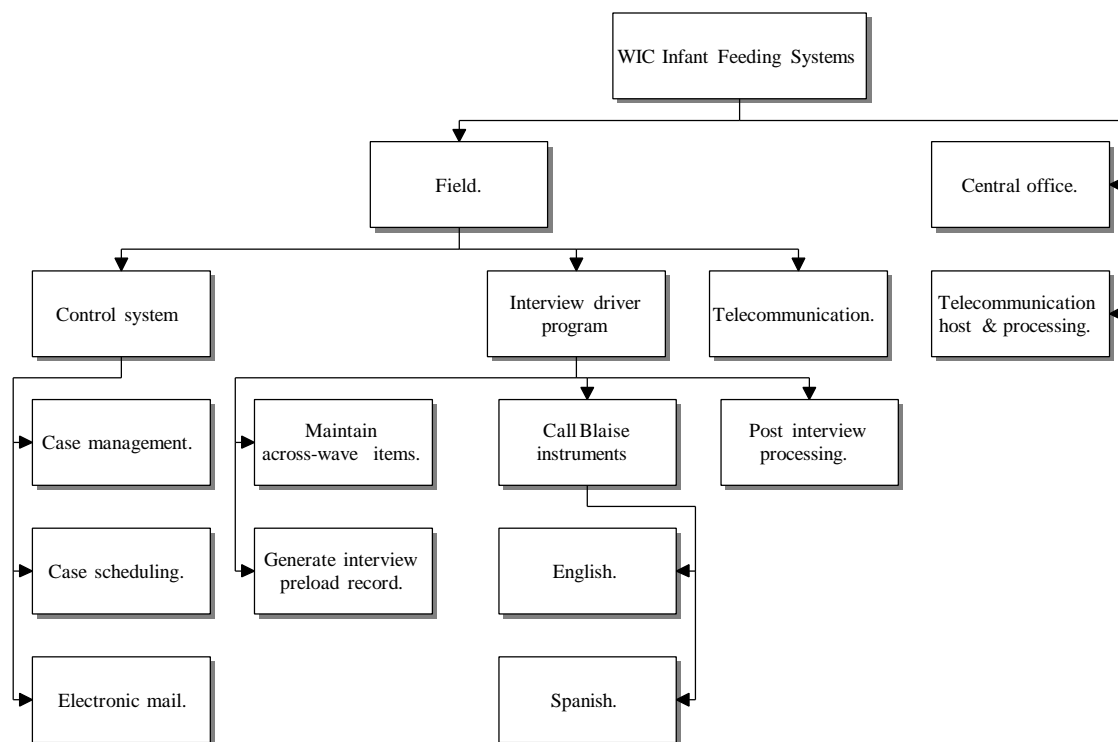 WIC Infant Feeding Systems
Field.
Central office.
Control system
Interview driver
program
Telecommunication.
Telecommunication
host & processing.
Case management.
Maintain
across-wave items.
Call Blaise
instruments
Post interview
processing.
Case scheduling.
Generate interview
preload record.
English.
Electronic mail.
Spanish.